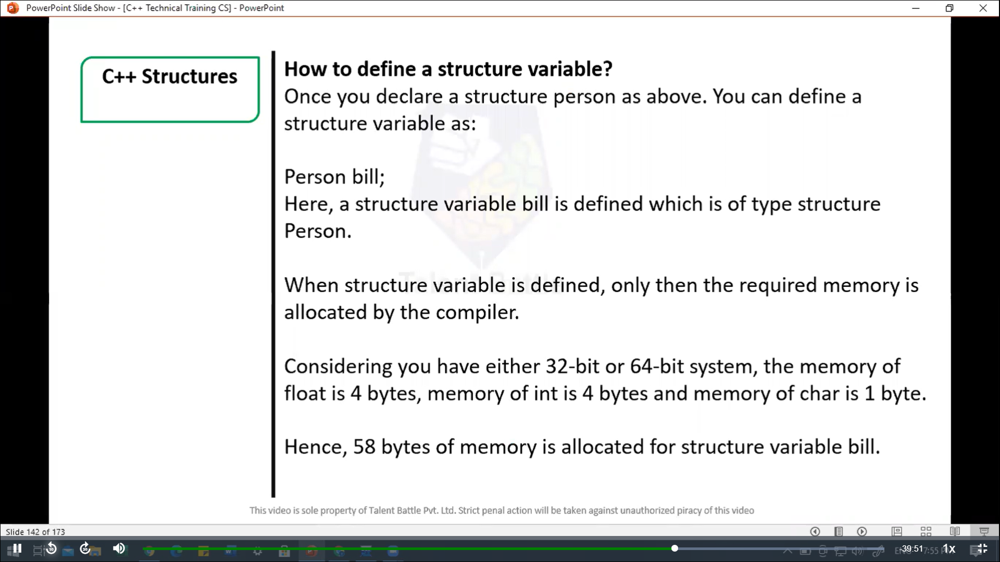 PowerPoint Slide Show - [C++ Technical Training CS] - PowerPoint
C++ Structures
How to define a structure variable?
Once you declare a structure person as above. You can define a
structure variable as:
Person bill;
Here, a structure variable bill is defined which is of type structure
Person.
When structure variable is defined, only then the required memory is
allocated by the compiler.
Considering you have either 32-bit or 64-bit system, the memory of
float is 4 bytes, memory of int is 4 bytes and memory of char is 1 byte.
Hence, 58 bytes of memory is allocated for structure variable bill.
This video is sole property of Talent Battle Pvt. Ltd. Strict penal action will be taken against unauthorized piracy of this video
Slide 142 of 173
10
30
-39:51
1x